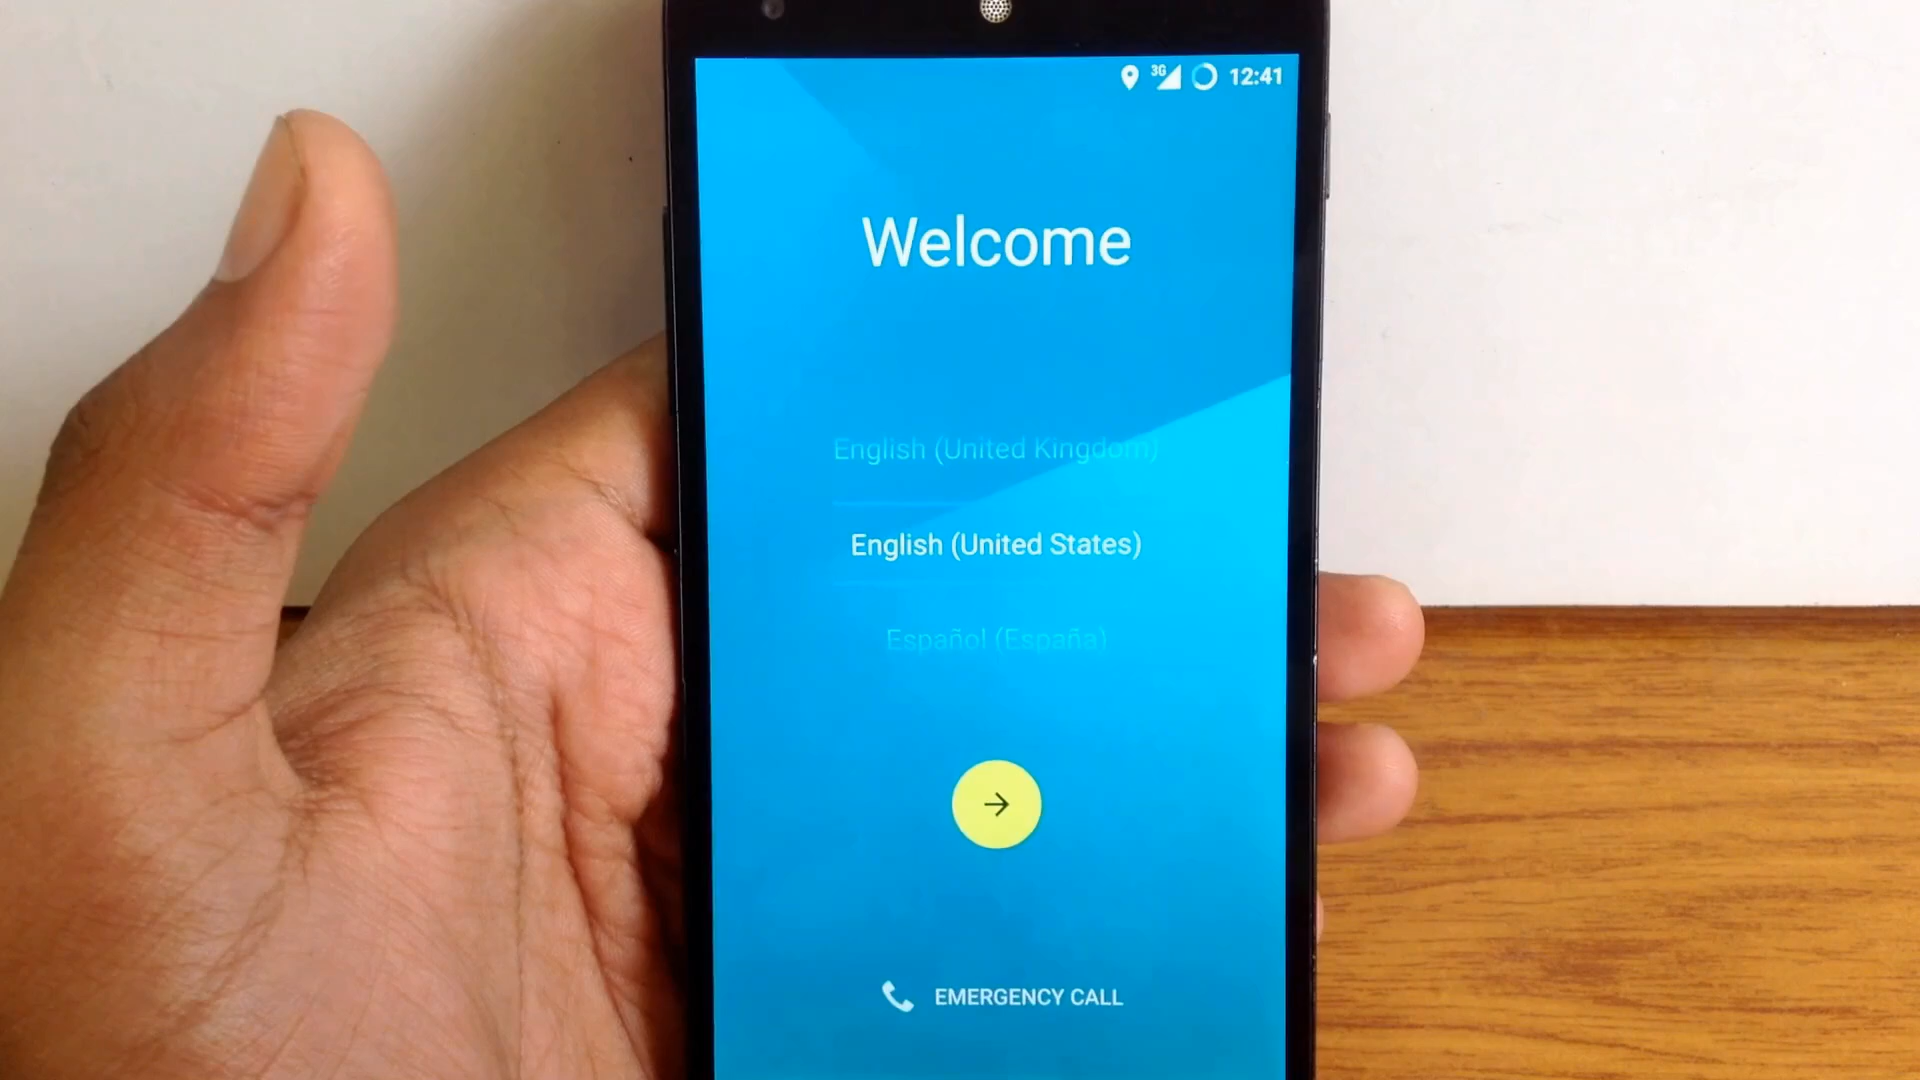 3G 12:41
Welcome
English (United Kingdom)
English (United States)
Español (España)
EMERGENCY CALL